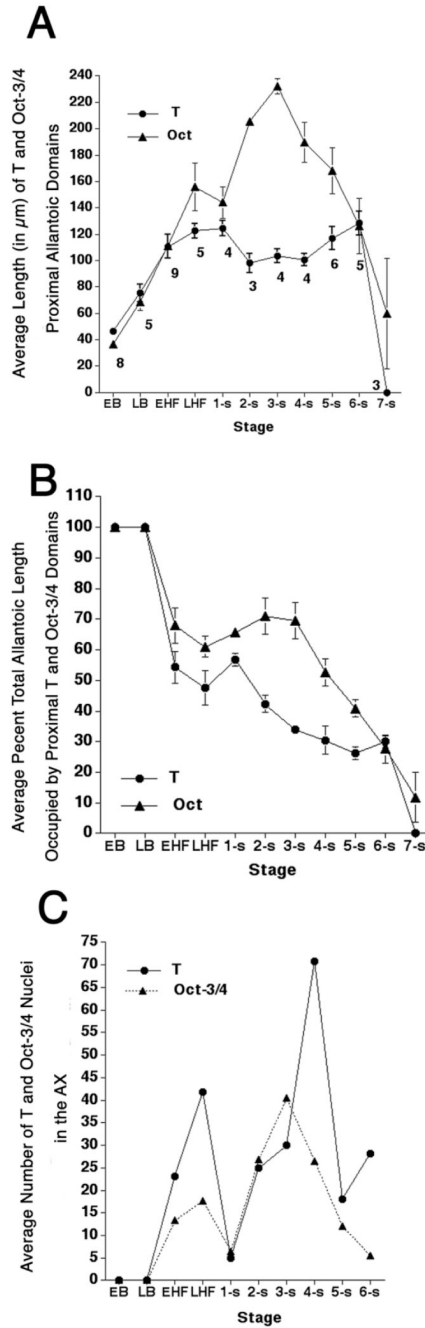 A
Average Length (in µm) of T and Oct-3/4
Proximal Allantoic Domains
240
220
200
180
160
140
120
100
80
60
40
20
0
T
Oct
8
5
9
5
4
3
4
4
6
5
3
EB LB EHF LHF 1-s 2-s 3-s 4-s 5-s 6-s 7-s
Stage
B
Average Pecent Total Allantoic Length
Occupied by Proximal T and Oct-3/4 Domains
110
100
90
80
70
60
50
40
30
20
10
0
T
Oct
EB LB EHF LHF 1-s 2-s 3-s 4-s 5-s 6-s 7-s
Stage
C
Average Number of T and Oct-3/4 Nuclei
in the AX
75
70
65
60
55
50
45
40
35
30
25
20
15
10
5
0
T
Oct-3/4
EB LB EHF LHF 1-s 2-s 3-s 4-s 5-s 6-s
Stage